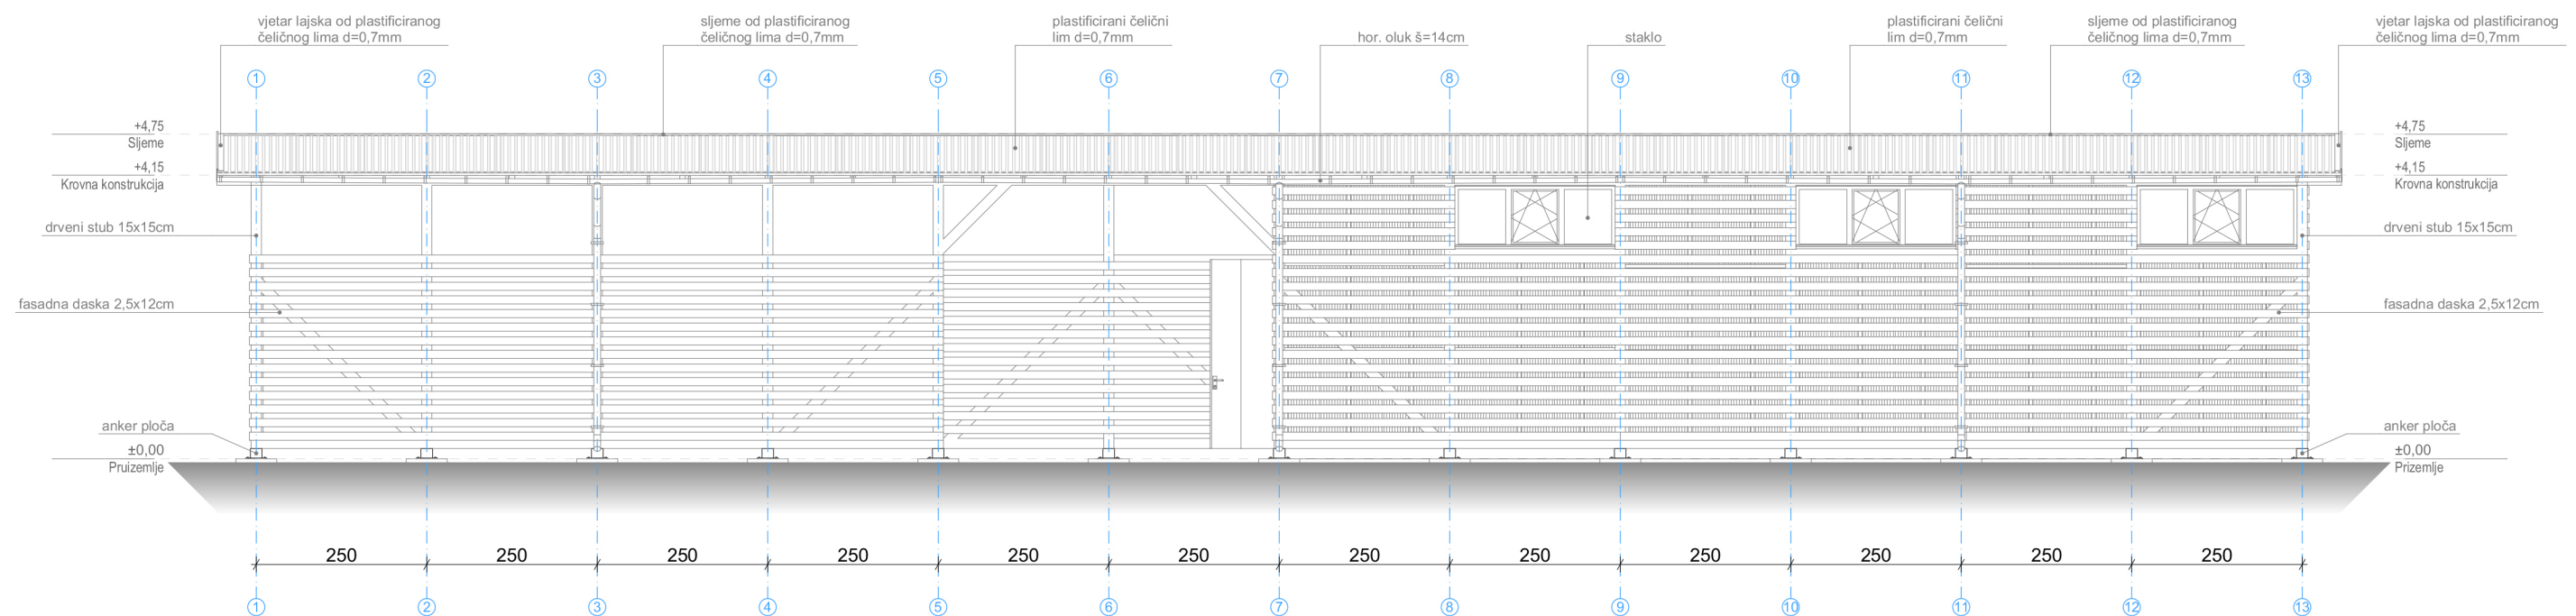 vjetar lajska od plastificiranog
čeličnog lima d=0,7mm
sljeme od plastificiranog
čeličnog lima d=0,7mm
plastificirani čelični
lim d=0,7mm
hor. oluk š=14cm
staklo
plastificirani čelični
lim d=0,7mm
sljeme od plastificiranog
čeličnog lima d=0,7mm
vjetar lajska od plastificiranog
čeličnog lima d=0,7mm
1 2 3 4 5 6 7 8 9 10 11 12 13
+4,75
Sljeme
+4,15
Krovna konstrukcija
drveni stub 15x15cm
fasadna daska 2,5x12cm
anker ploča
±0,00
Pruizemlje
+4,75
Sljeme
+4,15
Krovna konstrukcija
drveni stub 15x15cm
fasadna daska 2,5x12cm
anker ploča
±0,00
Prizemlje
250 250 250 250 250 250 250 250 250 250 250 250
1 2 3 4 5 6 7 8 9 10 11 12 13